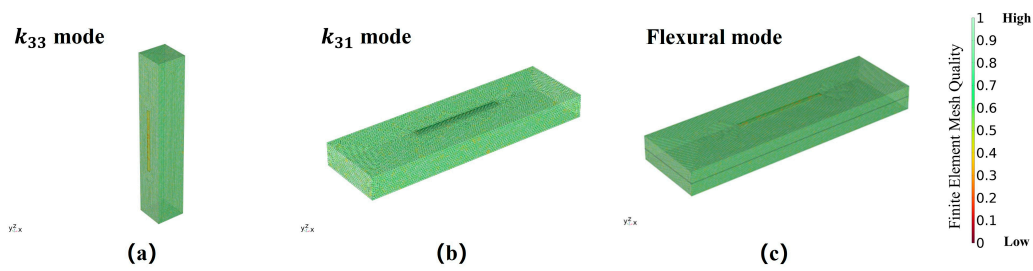 k₃₃ mode
k₃₁ mode
Flexural mode
1
High
0.9
0.8
0.7
0.6
0.5
0.4
0.3
0.2
0.1
0
Low
Finite Element Mesh Quality
y z x
y z x
y z x
(a)
(b)
(c)